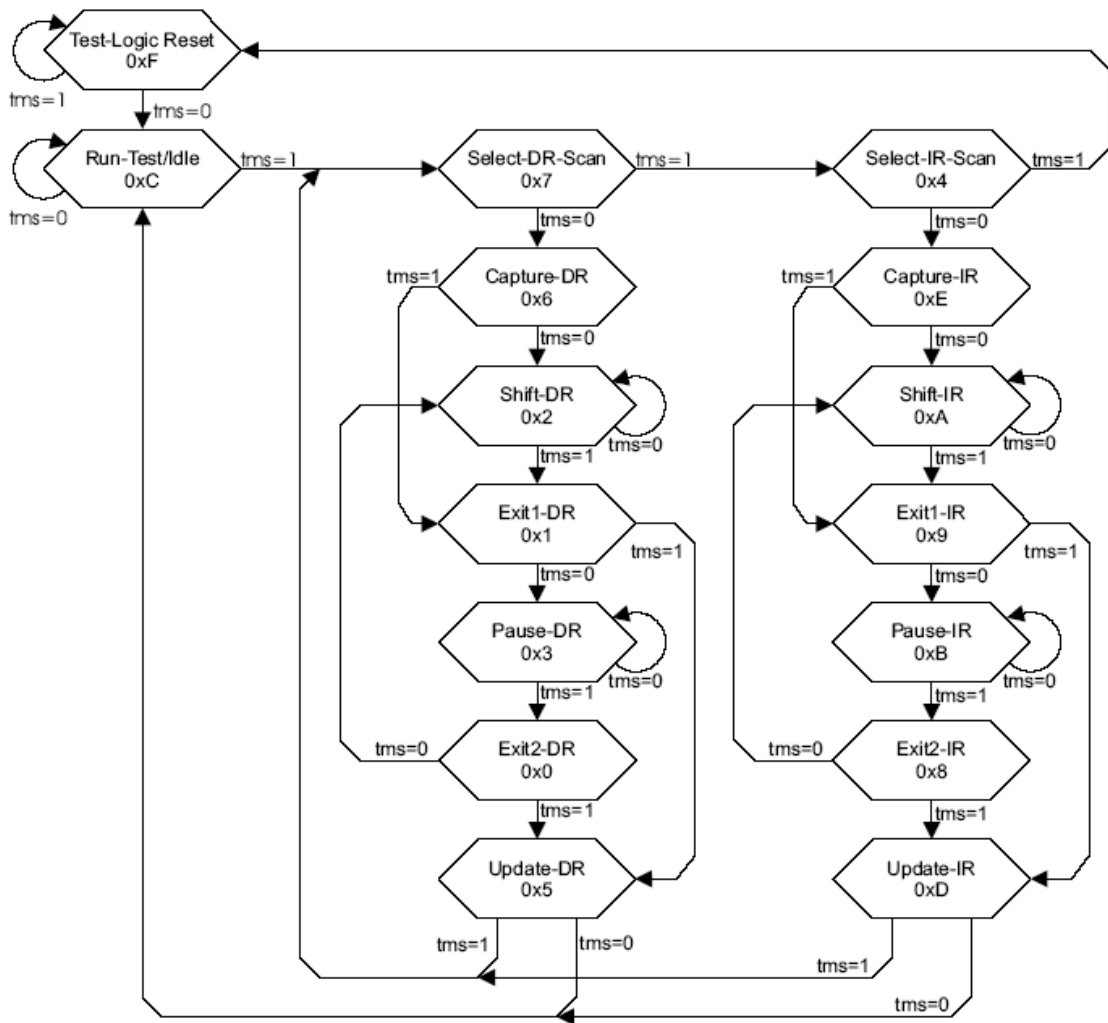 Test-Logic Reset
0xF
tms=1
tms=0
Run-Test/Idle
0xC
tms=0
tms=1
Select-DR-Scan
0x7
tms=1
Select-IR-Scan
0x4
tms=1
tms=0
tms=0
tms=1
Capture-DR
0x6
tms=0
tms=1
Capture-IR
0xE
tms=0
Shift-DR
0x2
tms=0
tms=1
Shift-IR
0xA
tms=0
tms=1
Exit1-DR
0x1
tms=1
tms=0
Exit1-IR
0x9
tms=1
tms=0
Pause-DR
0x3
tms=0
tms=1
Pause-IR
0xB
tms=0
tms=1
tms=0
Exit2-DR
0x0
tms=1
tms=0
Exit2-IR
0x8
tms=1
Update-DR
0x5
tms=1
tms=0
Update-IR
0xD
tms=1
tms=0